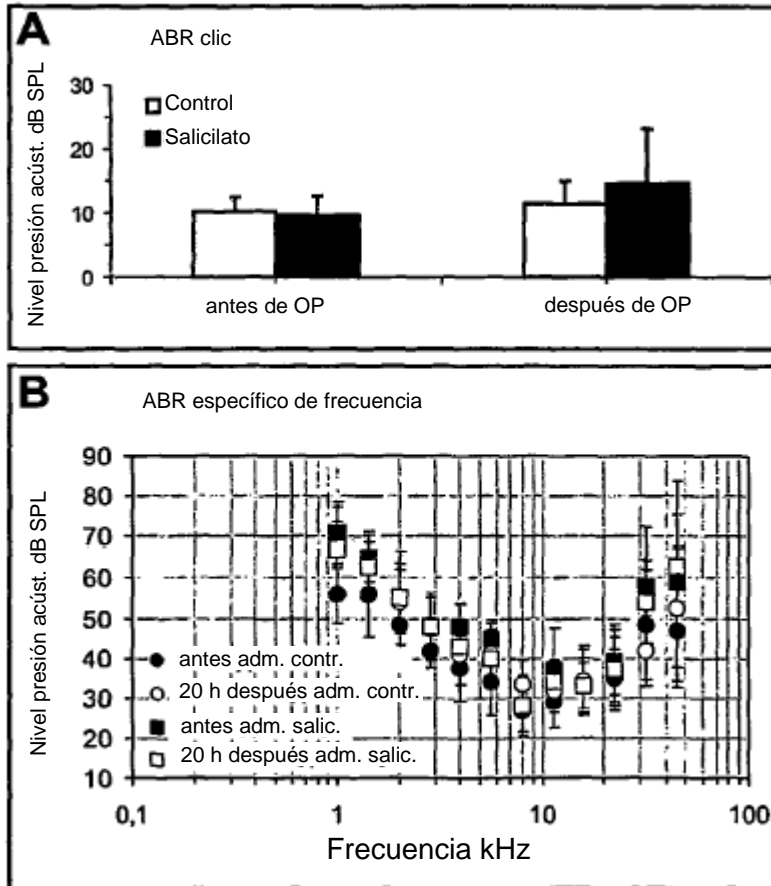 A
ABR clic
Nivel presión acúst. dB SPL
30
20
10
0
Control
Salicilato
antes de OP
después de OP
B
ABR específico de frecuencia
Nivel presión acúst. dB SPL
90
80
70
60
50
40
30
20
10
antes adm. contr.
20 h después adm. contr.
antes adm. salic.
20 h después adm. salic.
0,1
1
10
100
Frecuencia kHz